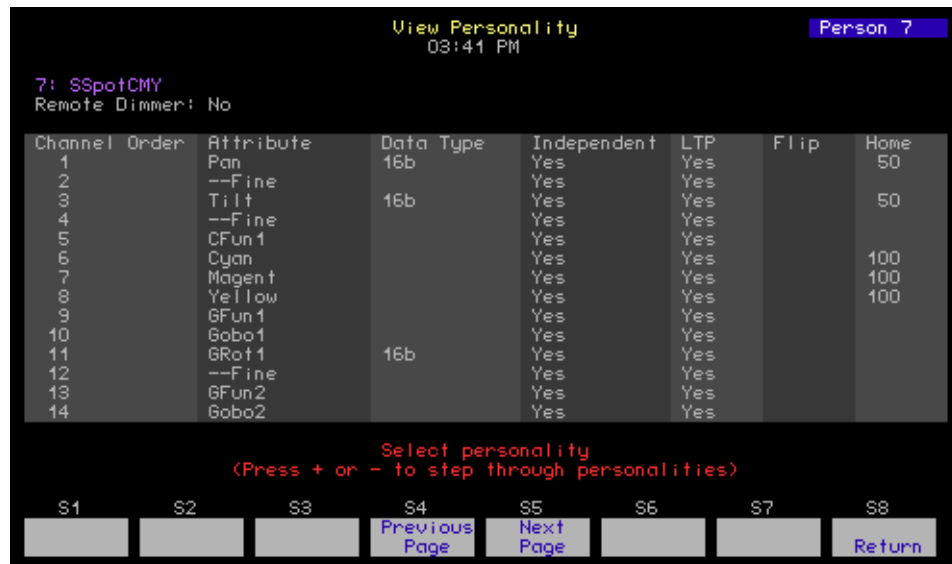 View Personality
Person 7
03:41 PM
7: SSpotCMY
Remote Dimmer: No
Channel Order Attribute Data Type Independent LTP Flip Home
1 Pan 16b Yes Yes 50
2 --Fine Yes Yes
3 Tilt 16b Yes Yes 50
4 --Fine Yes Yes
5 CFun1 Yes Yes
6 Cyan Yes Yes 100
7 Magent Yes Yes 100
8 Yellow Yes Yes 100
9 GFun1 Yes Yes
10 Gobo1 Yes Yes
11 GRot1 16b Yes Yes
12 --Fine Yes Yes
13 GFun2 Yes Yes
14 Gobo2 Yes Yes
Select personality
(Press + or - to step through personalities)
S1 S2 S3 S4 S5 S6 S7 S8
Previous Page Next Page Return